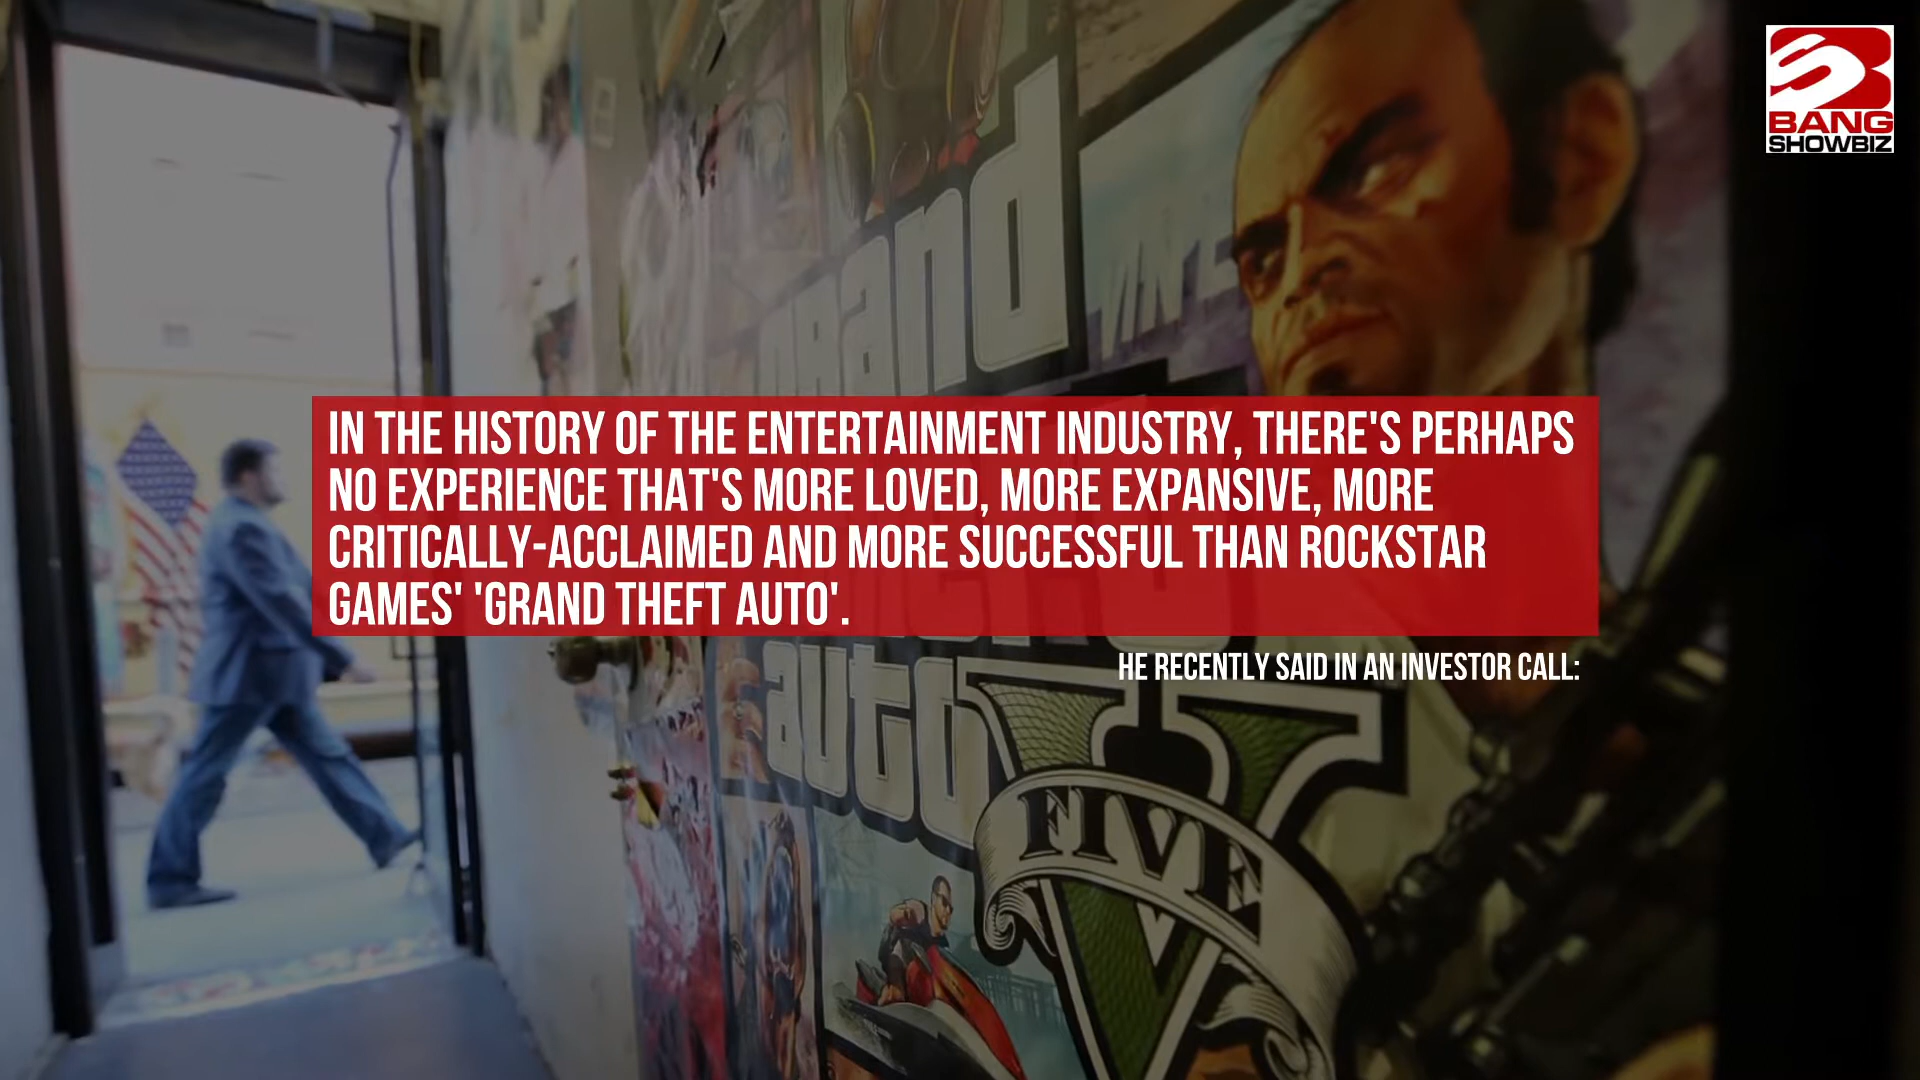 BANG
SHOWBIZ
IN THE HISTORY OF THE ENTERTAINMENT INDUSTRY, THERE'S PERHAPS
NO EXPERIENCE THAT'S MORE LOVED, MORE EXPANSIVE, MORE
CRITICALLY-ACCLAIMED AND MORE SUCCESSFUL THAN ROCKSTAR
GAMES' 'GRAND THEFT AUTO'.
HE RECENTLY SAID IN AN INVESTOR CALL:
auto
FIVE